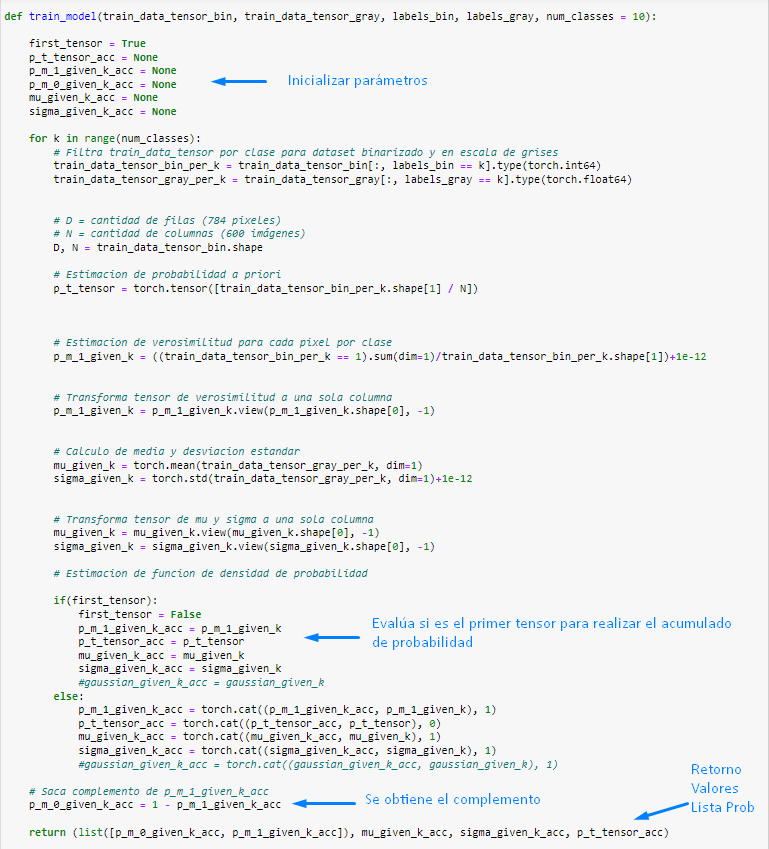 def train_model(train_data_tensor_bin, train_data_tensor_gray, labels_bin, labels_gray, num_classes = 10):
first_tensor = True
p_t_tensor_acc = None
p_m_1_given_k_acc = None
p_m_0_given_k_acc = None
Inicializar parámetros
mu_given_k_acc = None
sigma_given_k_acc = None
for k in range(num_classes):
# Filtra train_data_tensor por clase para dataset binarizado y en escala de grises
train_data_tensor_bin_per_k = train_data_tensor_bin[:, labels_bin == k].type(torch.int64)
train_data_tensor_gray_per_k = train_data_tensor_gray[:, labels_gray == k].type(torch.float64)
# D = cantidad de filas (784 pixeles)
# N = cantidad de columnas (600 imágenes)
D, N = train_data_tensor_bin.shape
# Estimacion de probabilidad a priori
p_t_tensor = torch.tensor([train_data_tensor_bin_per_k.shape[1] / N])
# Estimacion de verosimilitud para cada pixel por clase
p_m_1_given_k = ((train_data_tensor_bin_per_k == 1).sum(dim=1)/train_data_tensor_bin_per_k.shape[1])+1e-12
# Transforma tensor de verosimilitud a una sola columna
p_m_1_given_k = p_m_1_given_k.view(p_m_1_given_k.shape[0], -1)
# Calculo de media y desviacion estandar
mu_given_k = torch.mean(train_data_tensor_gray_per_k, dim=1)
sigma_given_k = torch.std(train_data_tensor_gray_per_k, dim=1)+1e-12
# Transforma tensor de mu y sigma a una sola columna
mu_given_k = mu_given_k.view(mu_given_k.shape[0], -1)
sigma_given_k = sigma_given_k.view(sigma_given_k.shape[0], -1)
# Estimacion de funcion de densidad de probabilidad
if(first_tensor):
first_tensor = False
p_m_1_given_k_acc = p_m_1_given_k
p_t_tensor_acc = p_t_tensor
mu_given_k_acc = mu_given_k
sigma_given_k_acc = sigma_given_k
#gaussian_given_k_acc = gaussian_given_k
Evalúa si es el primer tensor para realizar el acumulado
de probabilidad
else:
p_m_1_given_k_acc = torch.cat((p_m_1_given_k_acc, p_m_1_given_k), 1)
p_t_tensor_acc = torch.cat((p_t_tensor_acc, p_t_tensor), 0)
mu_given_k_acc = torch.cat((mu_given_k_acc, mu_given_k), 1)
sigma_given_k_acc = torch.cat((sigma_given_k_acc, sigma_given_k), 1)
#gaussian_given_k_acc = torch.cat((gaussian_given_k_acc, gaussian_given_k), 1)
# Saca complemento de p_m_1_given_k_acc
p_m_0_given_k_acc = 1 - p_m_1_given_k_acc
Se obtiene el complemento
Retorno
Valores
Lista Prob
return (list([p_m_0_given_k_acc, p_m_1_given_k_acc]), mu_given_k_acc, sigma_given_k_acc, p_t_tensor_acc)